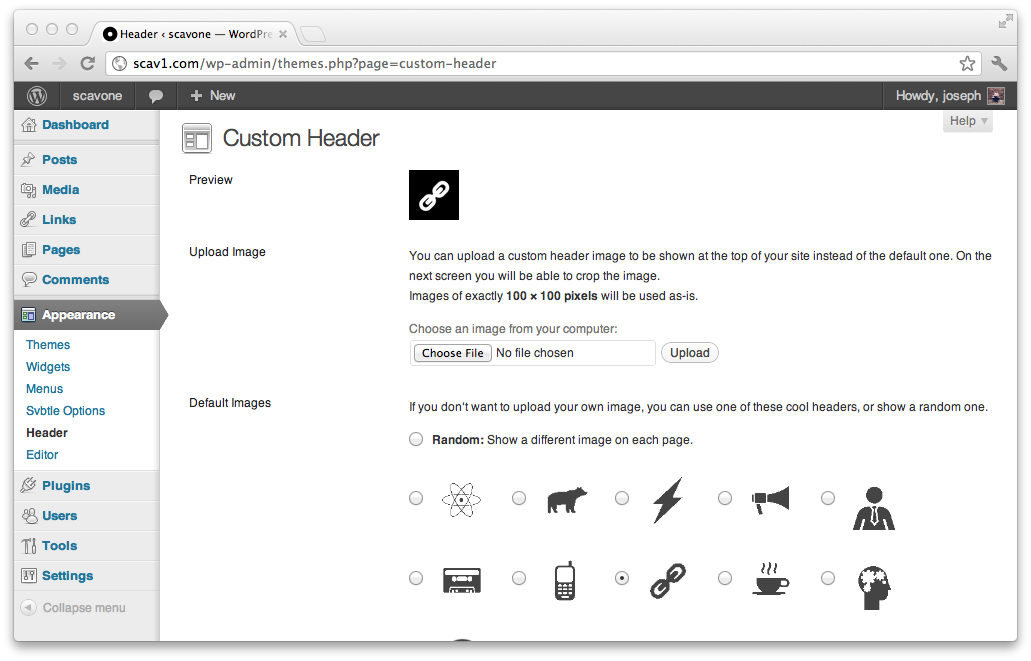 Header ‹ scavone — WordPre
scav1.com/wp-admin/themes.php?page=custom-header
scavone
New
Howdy, joseph
Help
Dashboard
Posts
Media
Links
Pages
Comments
Appearance
Themes
Widgets
Menus
Svbtle Options
Header
Editor
Plugins
Users
Tools
Settings
Collapse menu
Custom Header
Preview
Upload Image
You can upload a custom header image to be shown at the top of your site instead of the default one. On the
next screen you will be able to crop the image.
Images of exactly 100 × 100 pixels will be used as-is.
Choose an image from your computer:
Choose File No file chosen Upload
Default Images
If you don't want to upload your own image, you can use one of these cool headers, or show a random one.
Random: Show a different image on each page.